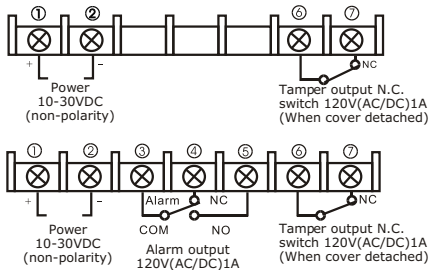 ① ② ⑥ ⑦
+ - NC
Power
10-30VDC
(non-polarity)
Tamper output N.C.
switch 120V(AC/DC)1A
(When cover detached)
① ② ③ ④ ⑤ ⑥ ⑦
+ - Alarm NC NC
COM NO
Power
10-30VDC
(non-polarity)
Alarm output
120V(AC/DC)1A
Tamper output N.C.
switch 120V(AC/DC)1A
(When cover detached)